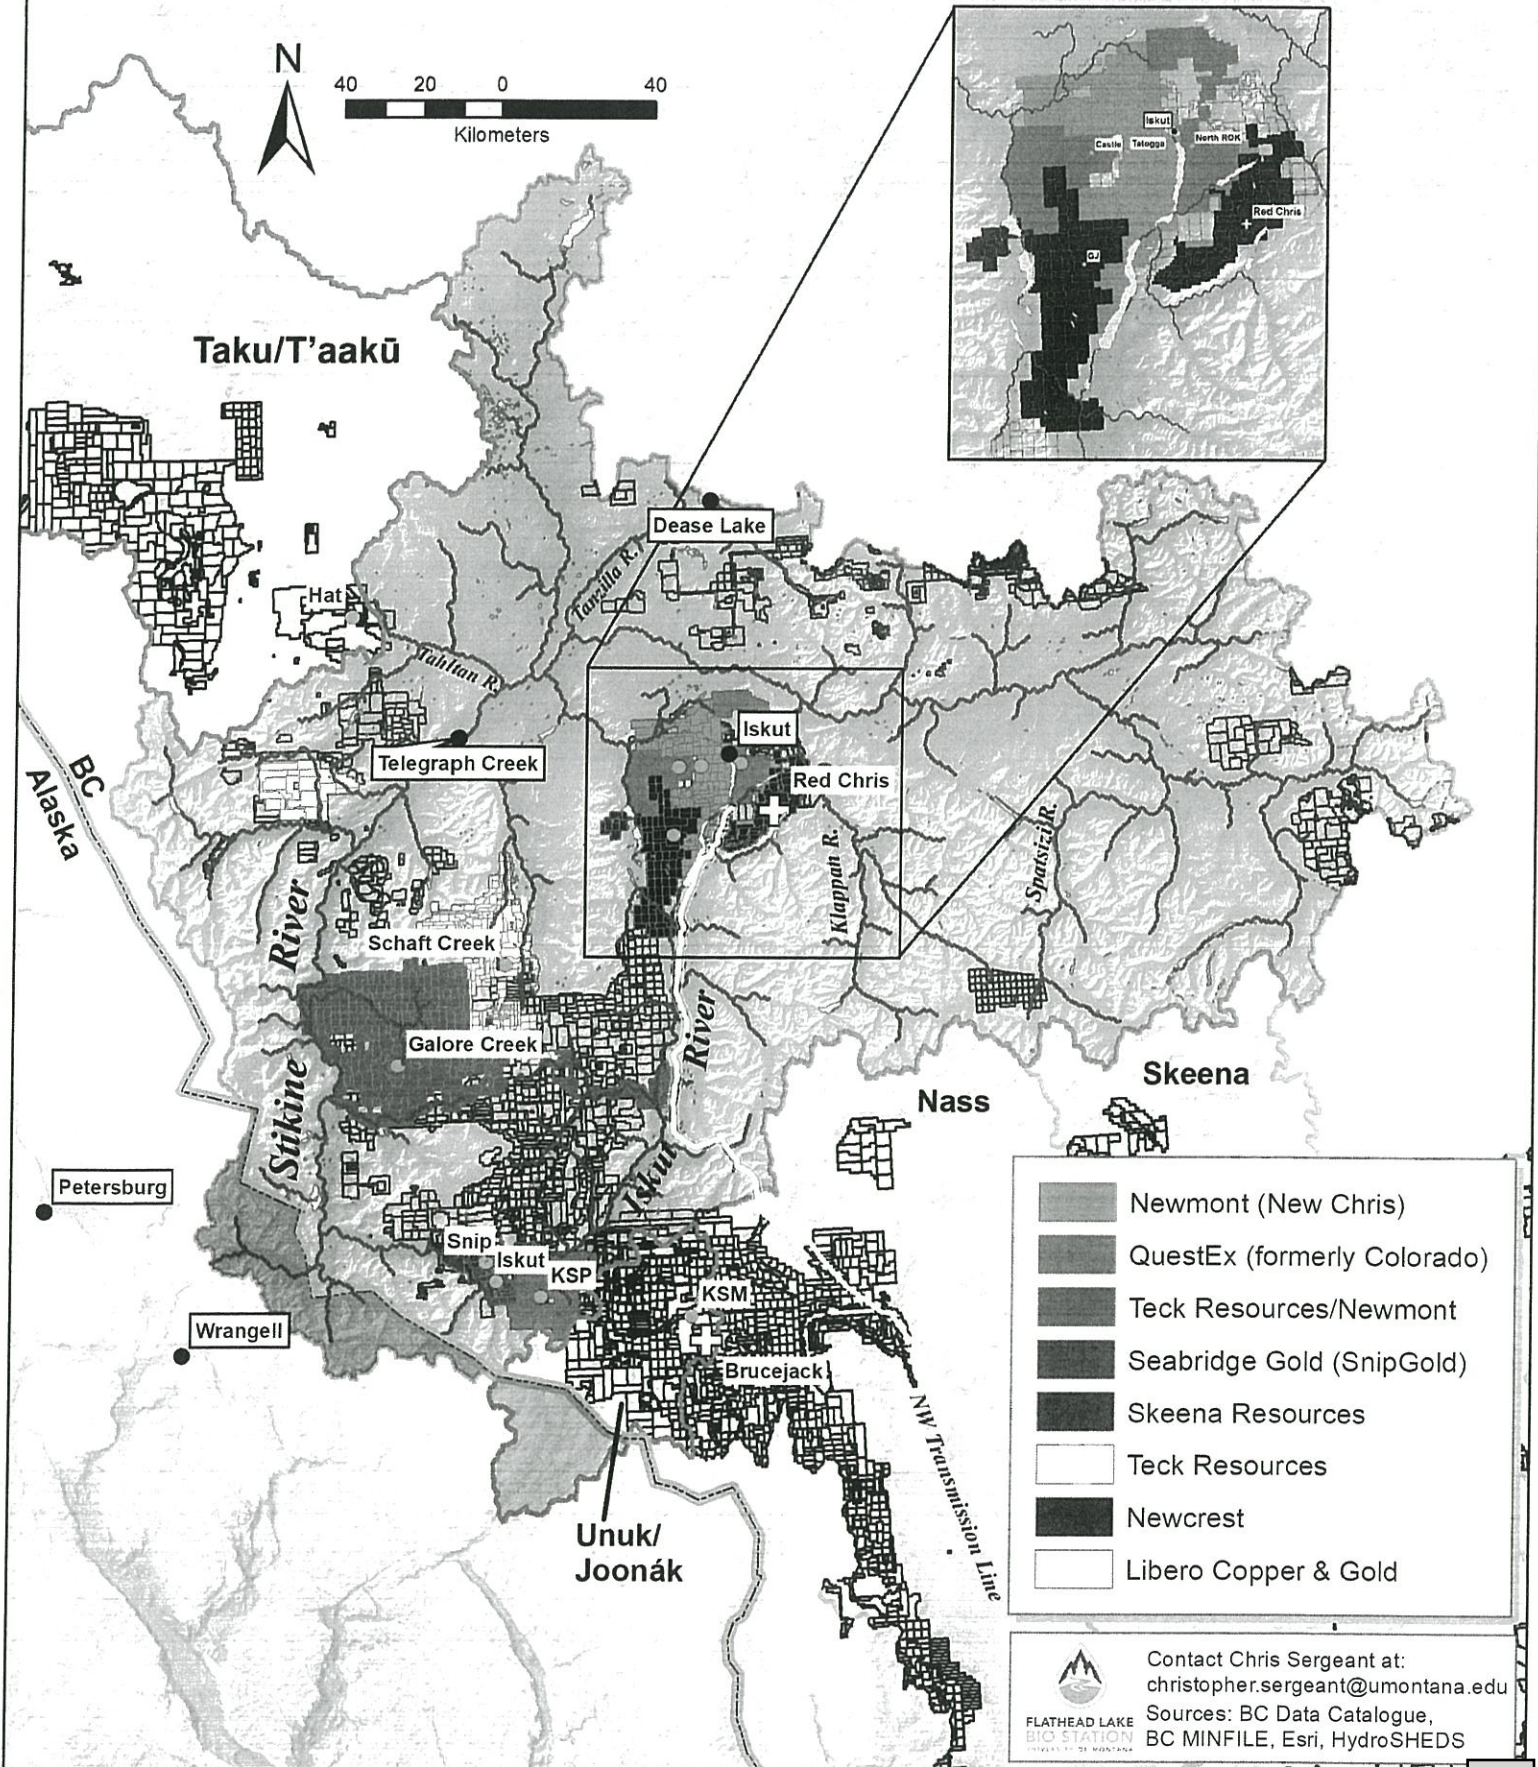 N
40 20 0 40
Kilometers
Iskut
Castle
Tatogga
North ROK
Red Chris
GJ
Taku/T'aakū
Dease Lake
Tanzilla R.
Hat
Tahltan R.
BC
Alaska
Telegraph Creek
Iskut
Red Chris
Klappan R.
Spatsizi R.
Stikine River
Schaft Creek
Galore Creek
Iskut River
Nass
Skeena
Petersburg
Wrangell
Snip
Iskut
KSP
KSM
Brucejack
NW Transmission Line
Unuk/
Joonák
Newmont (New Chris)
QuestEx (formerly Colorado)
Teck Resources/Newmont
Seabridge Gold (SnipGold)
Skeena Resources
Teck Resources
Newcrest
Libero Copper & Gold
FLATHEAD LAKE
BIO STATION
UNIVERSITY OF MONTANA
Contact Chris Sergeant at:
christopher.sergeant@umontana.edu
Sources: BC Data Catalogue,
BC MINFILE, Esri, HydroSHEDS